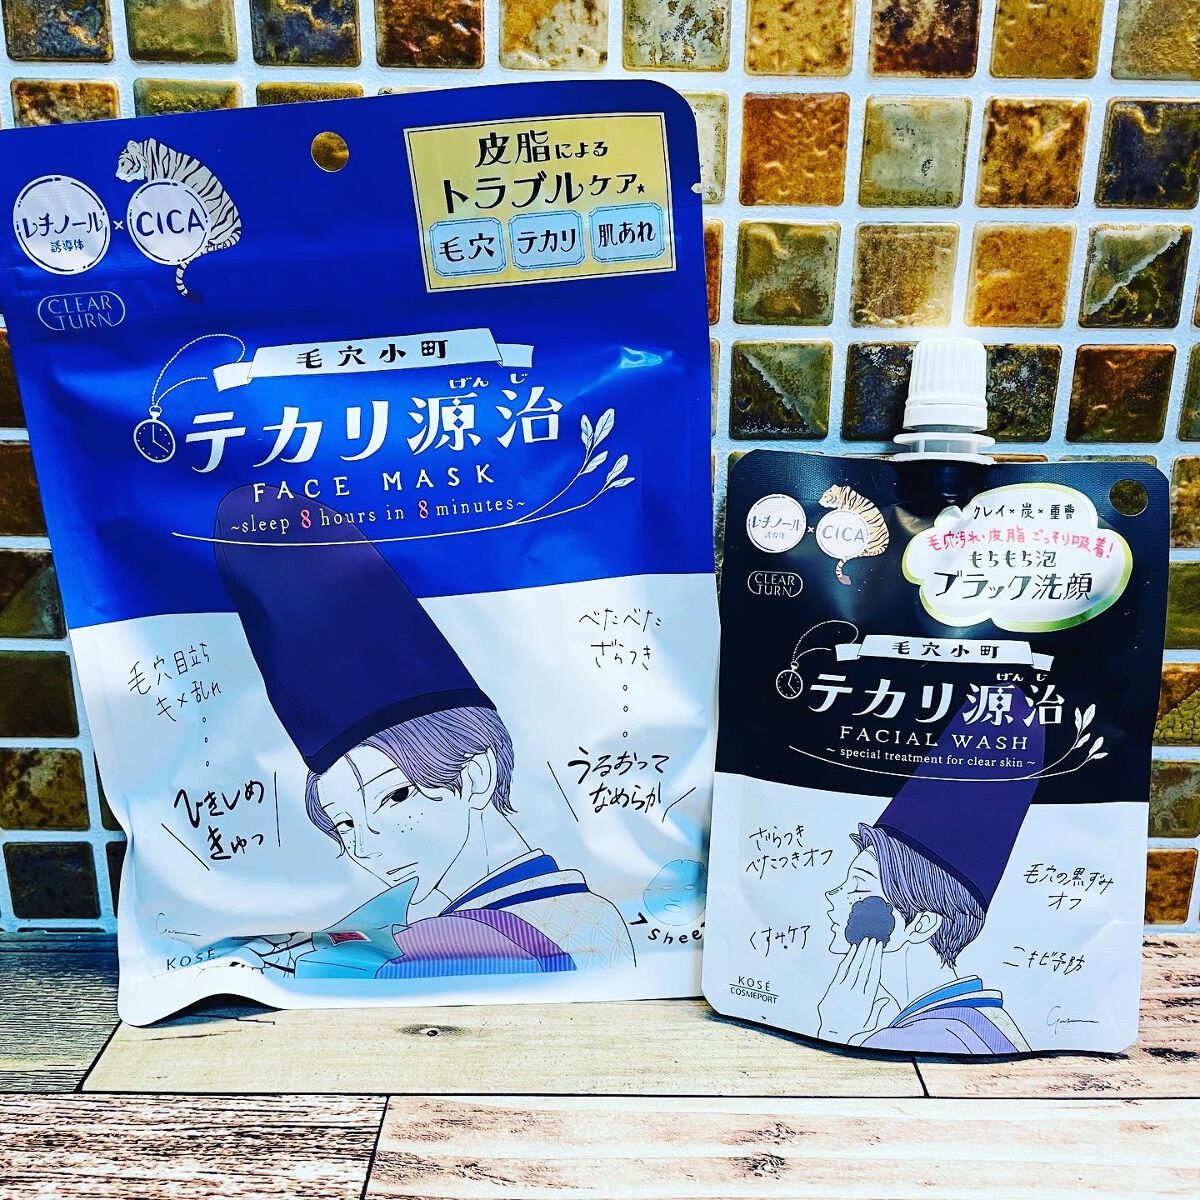 レチノール
誘導体
×
CICA
CICA
CLEAR
TURN
皮脂による
トラブルケア★
毛穴
テカリ
肌あれ
毛穴小町
げんじ
テカリ源治
FACE MASK
~sleep 8 hours in 8 minutes~
毛穴目立ち
キメ乱れ
ひきしめ
きゅっ
べたべた
ざらつき
うるおって
なめらか
KOSÉ
レチノール
誘導体
×
CICA
CLEAR
TURN
クレイ×炭×重曹
毛穴汚れ・皮脂ごっそり吸着!
もちもち泡
ブラック洗顔
毛穴小町
げんじ
テカリ源治
FACIAL WASH
~ special treatment for clear skin ~
ざらつき
べたつきオフ
くすみ*ケア
毛穴の黒ずみ
オフ
ニキビ予防
KOSÉ
COSMEPORT